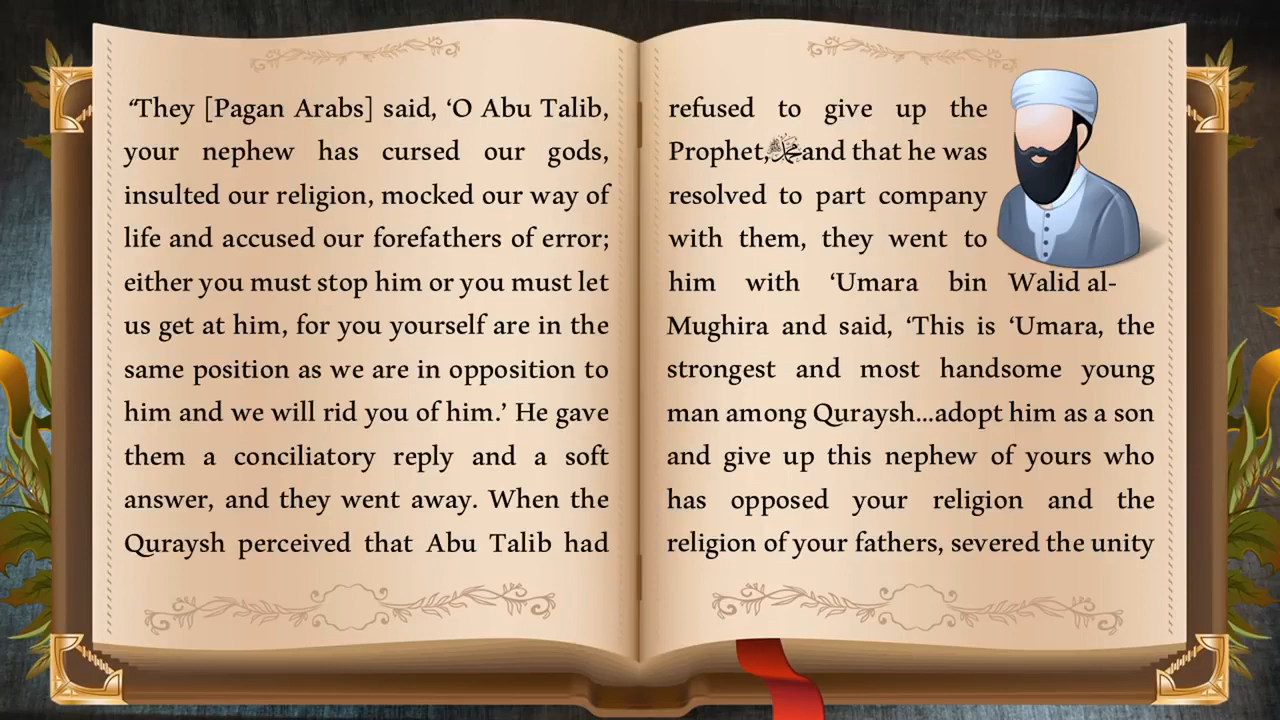 “They [Pagan Arabs] said, ‘O Abu Talib,
your nephew has cursed our gods,
insulted our religion, mocked our way of
life and accused our forefathers of error;
either you must stop him or you must let
us get at him, for you yourself are in the
same position as we are in opposition to
him and we will rid you of him.’ He gave
them a conciliatory reply and a soft
answer, and they went away. When the
Quraysh perceived that Abu Talib had
refused to give up the
Prophet,ﷺand that he was
resolved to part company
with them, they went to
him with ‘Umara bin Walid al-
Mughira and said, ‘This is ‘Umara, the
strongest and most handsome young
man among Quraysh...adopt him as a son
and give up this nephew of yours who
has opposed your religion and the
religion of your fathers, severed the unity